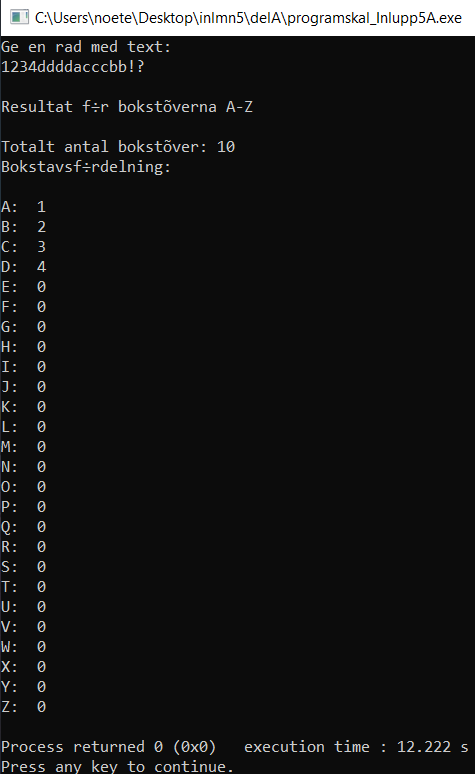 C:\Users\noete\Desktop\inlmn5\delA\programskal_Inlupp5A.exe
Ge en rad med text:
1234ddddacccbb!?
Resultat f÷r bokstõverna A-Z
Totalt antal bokstõver: 10
Bokstavsf÷rdelning:
A:  1
B:  2
C:  3
D:  4
E:  0
F:  0
G:  0
H:  0
I:  0
J:  0
K:  0
L:  0
M:  0
N:  0
O:  0
P:  0
Q:  0
R:  0
S:  0
T:  0
U:  0
V:  0
W:  0
X:  0
Y:  0
Z:  0
Process returned 0 (0x0)   execution time : 12.222 s
Press any key to continue.